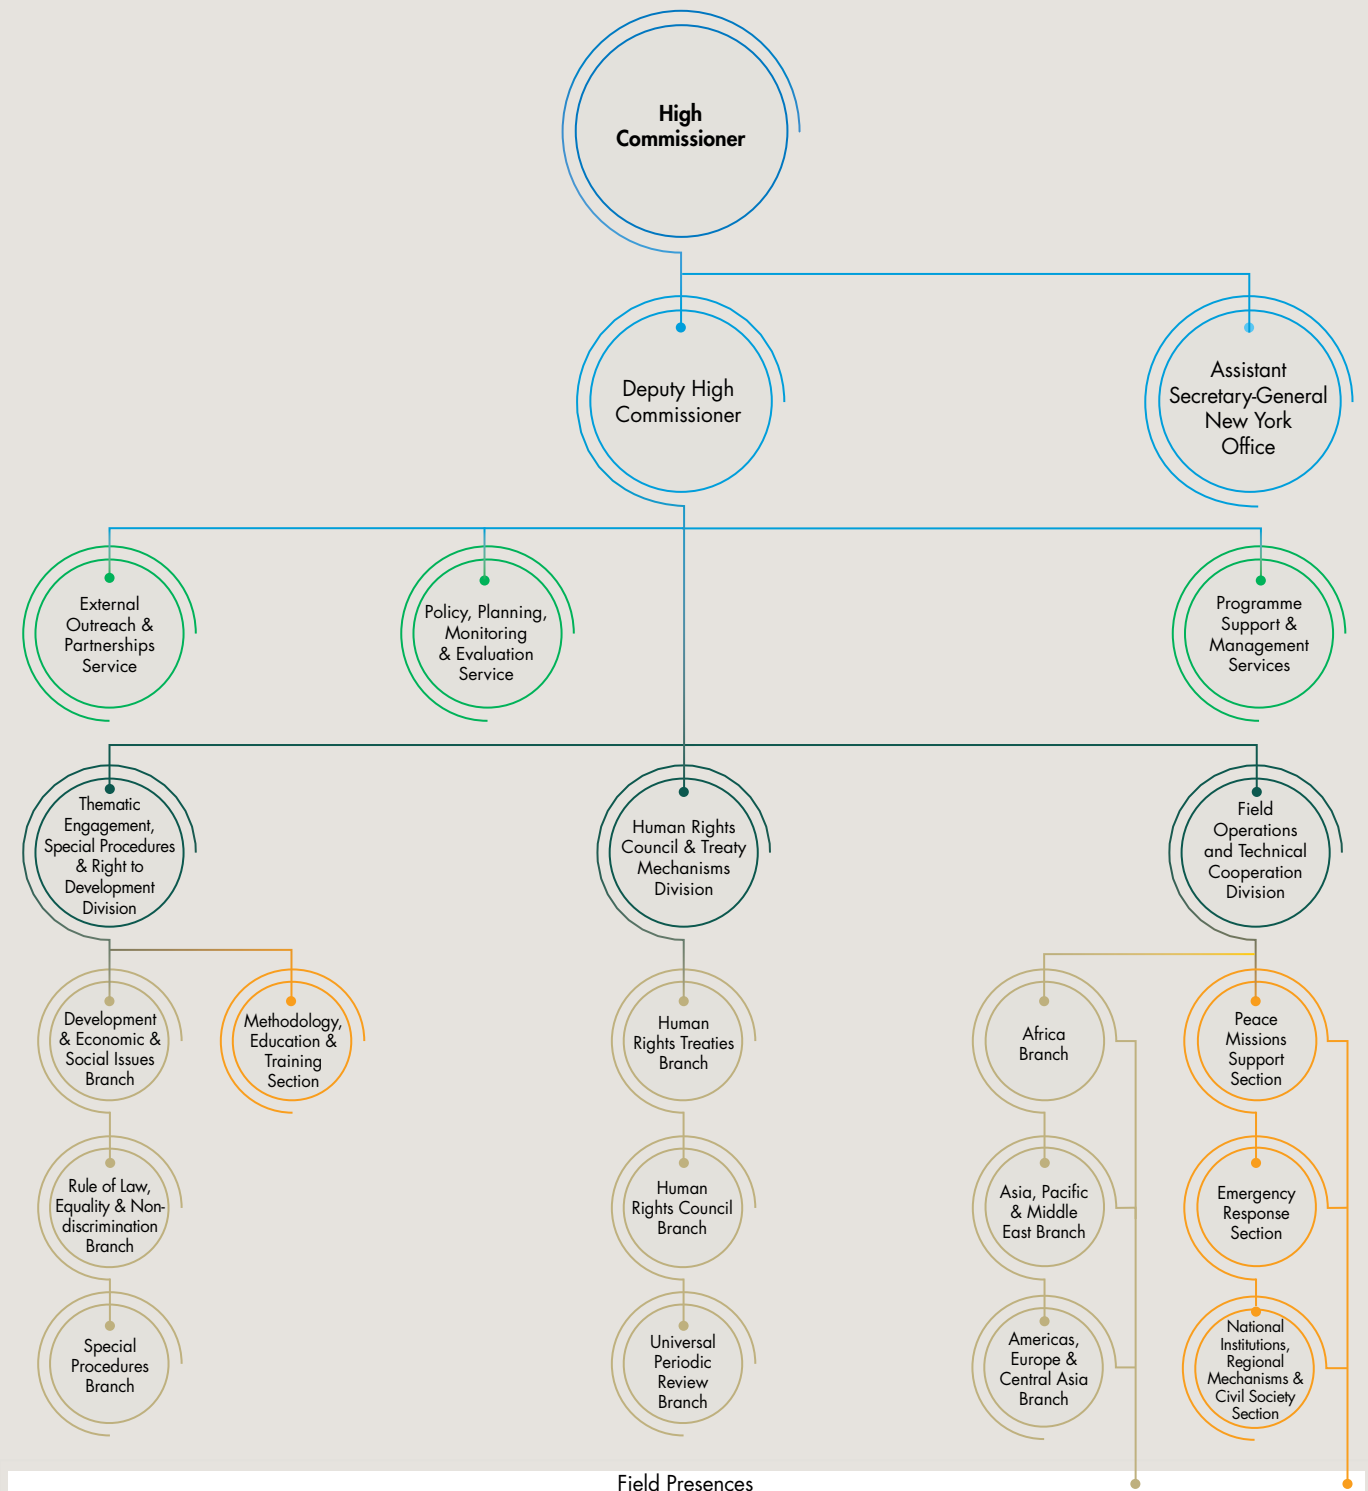 High
Commissioner
Deputy High
Commissioner
Assistant
Secretary-General
New York
Office
External
Outreach &
Partnerships
Service
Policy, Planning,
Monitoring
& Evaluation
Service
Programme
Support &
Management
Services
Thematic
Engagement,
Special Procedures
& Right to
Development
Division
Human Rights
Council & Treaty
Mechanisms
Division
Field
Operations
and Technical
Cooperation
Division
Development
& Economic &
Social Issues
Branch
Methodology,
Education &
Training
Section
Human
Rights Treaties
Branch
Africa
Branch
Peace
Missions
Support
Section
Rule of Law,
Equality & Non-
discrimination
Branch
Human
Rights Council
Branch
Asia, Pacific
& Middle
East Branch
Emergency
Response
Section
Special
Procedures
Branch
Universal
Periodic
Review
Branch
Americas,
Europe &
Central Asia
Branch
National
Institutions,
Regional
Mechanisms &
Civil Society
Section
Field Presences